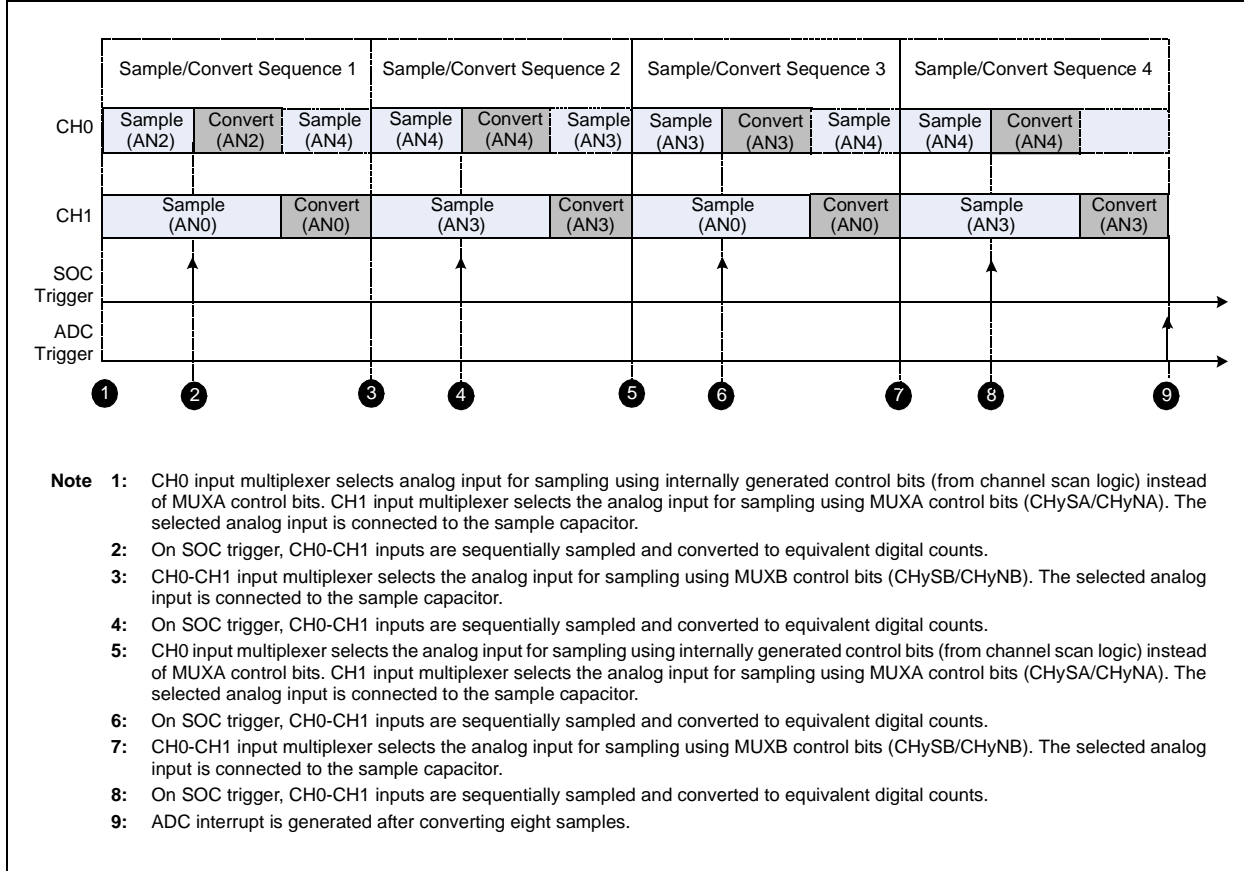 Sample/Convert Sequence 1 Sample/Convert Sequence 2 Sample/Convert Sequence 3 Sample/Convert Sequence 4
CH0 Sample Convert Sample Sample Convert Sample Sample Convert Sample Sample Convert
(AN2) (AN2) (AN4) (AN4) (AN4) (AN3) (AN3) (AN3) (AN4) (AN4) (AN4)
CH1 Sample Convert Sample Convert Sample Convert Sample Convert
(AN0) (AN0) (AN3) (AN3) (AN0) (AN0) (AN3) (AN3)
SOC
Trigger
ADC
Trigger
1 2 3 4 5 6 7 8 9
Note 1: CH0 input multiplexer selects analog input for sampling using internally generated control bits (from channel scan logic) instead
of MUXA control bits. CH1 input multiplexer selects the analog input for sampling using MUXA control bits (CHySA/CHyNA). The
selected analog input is connected to the sample capacitor.
2: On SOC trigger, CH0-CH1 inputs are sequentially sampled and converted to equivalent digital counts.
3: CH0-CH1 input multiplexer selects the analog input for sampling using MUXB control bits (CHySB/CHyNB). The selected analog
input is connected to the sample capacitor.
4: On SOC trigger, CH0-CH1 inputs are sequentially sampled and converted to equivalent digital counts.
5: CH0 input multiplexer selects the analog input for sampling using internally generated control bits (from channel scan logic) instead
of MUXA control bits. CH1 input multiplexer selects the analog input for sampling using MUXA control bits (CHySA/CHyNA). The
selected analog input is connected to the sample capacitor.
6: On SOC trigger, CH0-CH1 inputs are sequentially sampled and converted to equivalent digital counts.
7: CH0-CH1 input multiplexer selects the analog input for sampling using MUXB control bits (CHySB/CHyNB). The selected analog
input is connected to the sample capacitor.
8: On SOC trigger, CH0-CH1 inputs are sequentially sampled and converted to equivalent digital counts.
9: ADC interrupt is generated after converting eight samples.